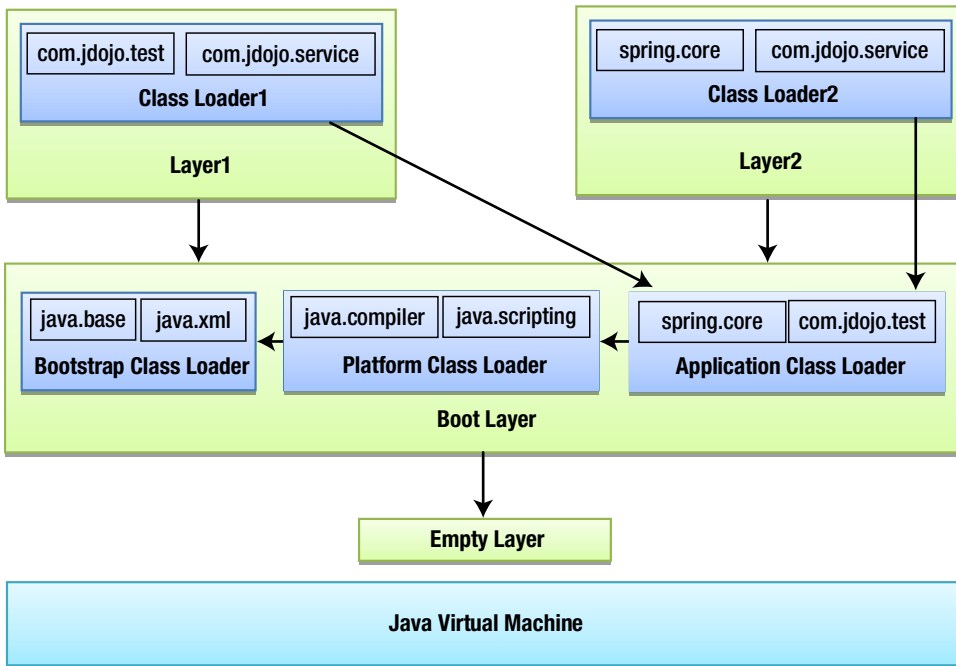 com.jdojo.test
com.jdojo.service
Class Loader1
Layer1
spring.core
com.jdojo.service
Class Loader2
Layer2
java.base
java.xml
Bootstrap Class Loader
java.compiler
java.scripting
Platform Class Loader
spring.core
com.jdojo.test
Application Class Loader
Boot Layer
Empty Layer
Java Virtual Machine